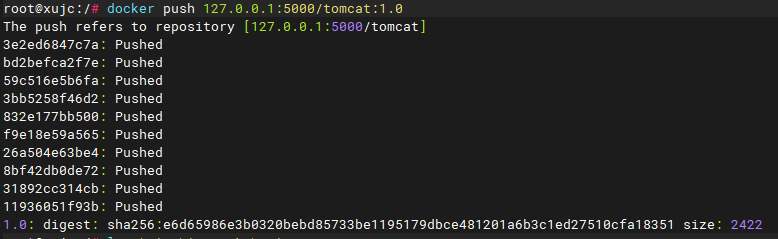 root@xujc:/# docker push 127.0.0.1:5000/tomcat:1.0
The push refers to repository [127.0.0.1:5000/tomcat]
3e2ed6847c7a: Pushed
bd2befca2f7e: Pushed
59c516e5b6fa: Pushed
3bb5258f46d2: Pushed
832e177bb500: Pushed
f9e18e59a565: Pushed
26a504e63be4: Pushed
8bf42db0de72: Pushed
31892cc314cb: Pushed
11936051f93b: Pushed
1.0: digest: sha256:e6d65986e3b0320bebd85733be1195179dbce481201a6b3c1ed27510cfa18351 size: 2422